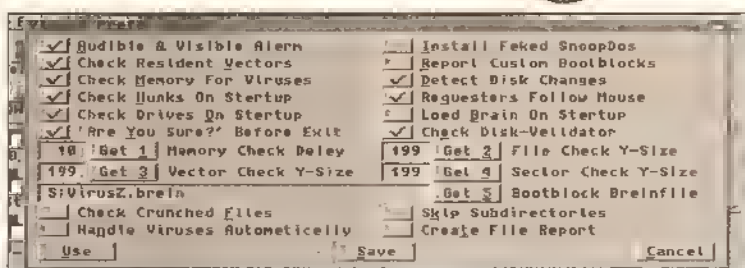 Prefs
Audible & Visible Alarm
Install Faked SnoopDos
Check Resident Vectors
Report Custom Bootblocks
Check Memory For Viruses
Detect Disk Changes
Check Hunks On Startup
Requesters Follow Mouse
Check Drives On Startup
Load Brain On Startup
'Are You Sure?' Before Exit
Check Disk-Validator
10 Get 1 Memory Check Delay
199 Get 2 File Check Y-Size
199 Get 3 Vector Check Y-Size
199 Get 4 Sector Check Y-Size
S:VirusZ.brain
Get 5 Bootblock Brainfile
Check Crunched Files
Skip Subdirectories
Handle Viruses Automatically
Create File Report
Use
Save
Cancel